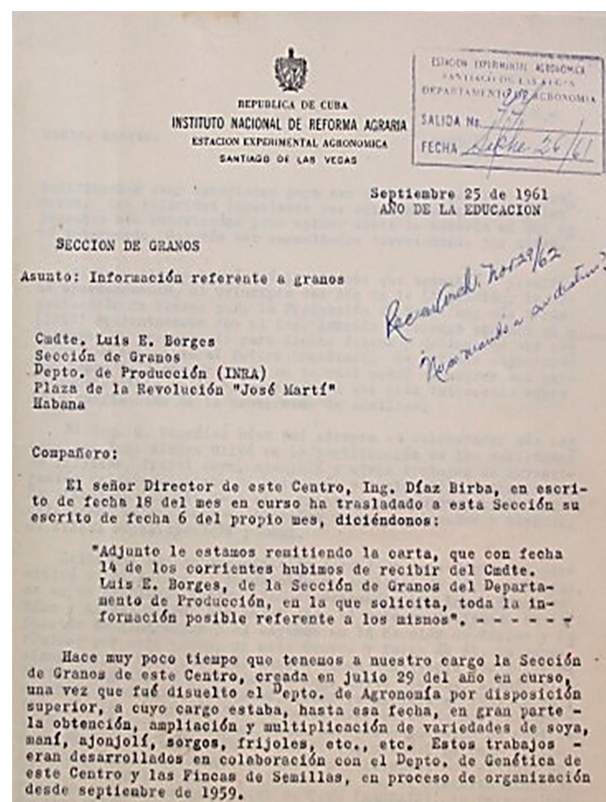 REPUBLICA DE CUBA
INSTITUTO NACIONAL DE REFORMA AGRARIA
ESTACION EXPERIMENTAL AGRONOMICA
SANTIAGO DE LAS VEGAS
ESTACION EXPERIMENTAL AGRONOMICA
SANTIAGO DE LAS VEGAS
DEPARTAMENTO AGRONOMIA
SALIDA No. 77
FECHA Septe. 26/61
Septiembre 25 de 1961
AÑO DE LA EDUCACION
SECCION DE GRANOS
Asunto: Información referente a granos
Nov 29/62
Cmdte. Luis E. Borges
Sección de Granos
Depto. de Producción (INRA)
Plaza de la Revolución "José Martí"
Habana
Compañero:
El señor Director de este Centro, Ing. Díaz Birba, en escri-
to de fecha 18 del mes en curso ha trasladado a esta Sección su
escrito de fecha 6 del propio mes, diciéndonos:
"Adjunto le estamos remitiendo la carta, que con fecha
14 de los corrientes hubimos de recibir del Cmdte.
Luis E. Borges, de la Sección de Granos del Departa-
mento de Producción, en la que solicita, toda la in-
formación posible referente a los mismos". - - - - - -
Hace muy poco tiempo que tenemos a nuestro cargo la Sección
de Granos de este Centro, creada en julio 29 del año en curso,
una vez que fué disuelto el Depto. de Agronomía por disposición
superior, a cuyo cargo estaba, hasta esa fecha, en gran parte -
la obtención, ampliación y multiplicación de variedades de soya,
maní, ajonjolí, sorgos, frijoles, etc., etc. Estos trabajos -
eran desarrollados en colaboración con el Depto. de Genética de
este Centro y las Fincas de Semillas, en proceso de organización
desde septiembre de 1959.